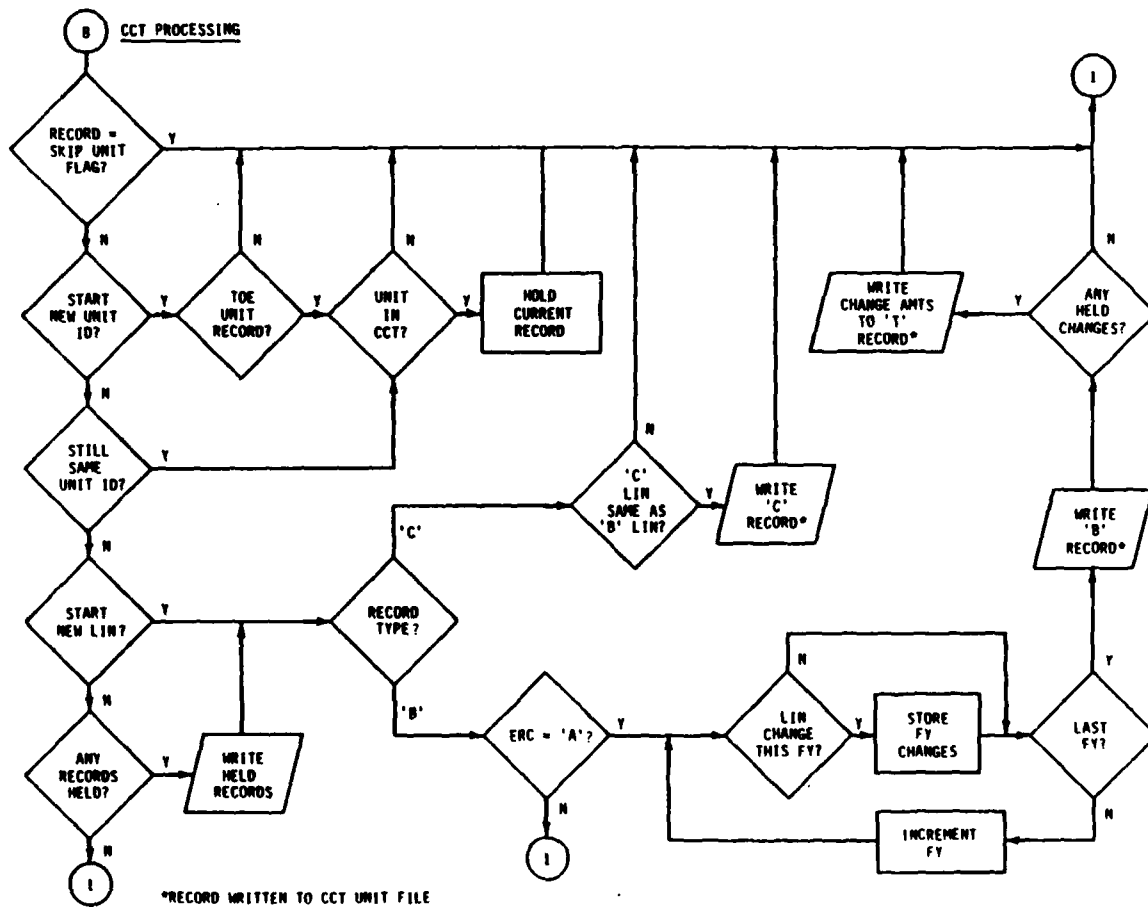 B
CCT PROCESSING
1
RECORD =
SKIP UNIT
FLAG?
Y
N
START
NEW UNIT
ID?
Y
TOE
UNIT
RECORD?
N
Y
UNIT
IN
CCT?
N
Y
HOLD
CURRENT
RECORD
WRITE
CHANGE AMTS
TO 'T'
RECORD*
Y
ANY
HELD
CHANGES?
N
N
STILL
SAME
UNIT ID?
Y
N
'C'
LIN
SAME AS
'B' LIN?
N
Y
WRITE
'C'
RECORD*
WRITE
'B'
RECORD*
START
NEW LIN?
Y
N
RECORD
TYPE?
'C'
'B'
ANY
RECORDS
HELD?
Y
N
WRITE
HELD
RECORDS
ERC = 'A'?
Y
N
LIN
CHANGE
THIS FY?
N
Y
STORE
FY
CHANGES
LAST
FY?
Y
N
INCREMENT
FY
1
1
*RECORD WRITTEN TO CCT UNIT FILE